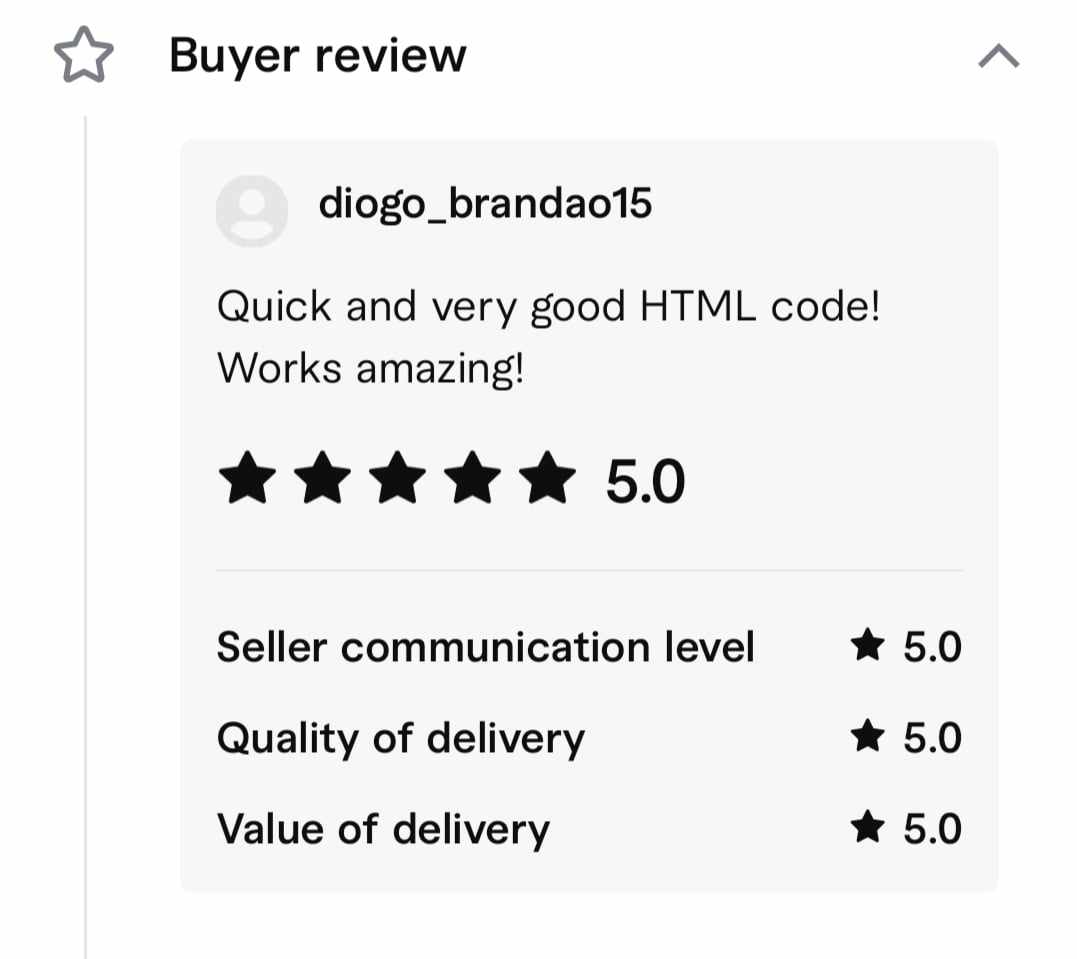 Buyer review
diogo_brandao15
Quick and very good HTML code!
Works amazing!
5.0
Seller communication level 5.0
Quality of delivery 5.0
Value of delivery 5.0